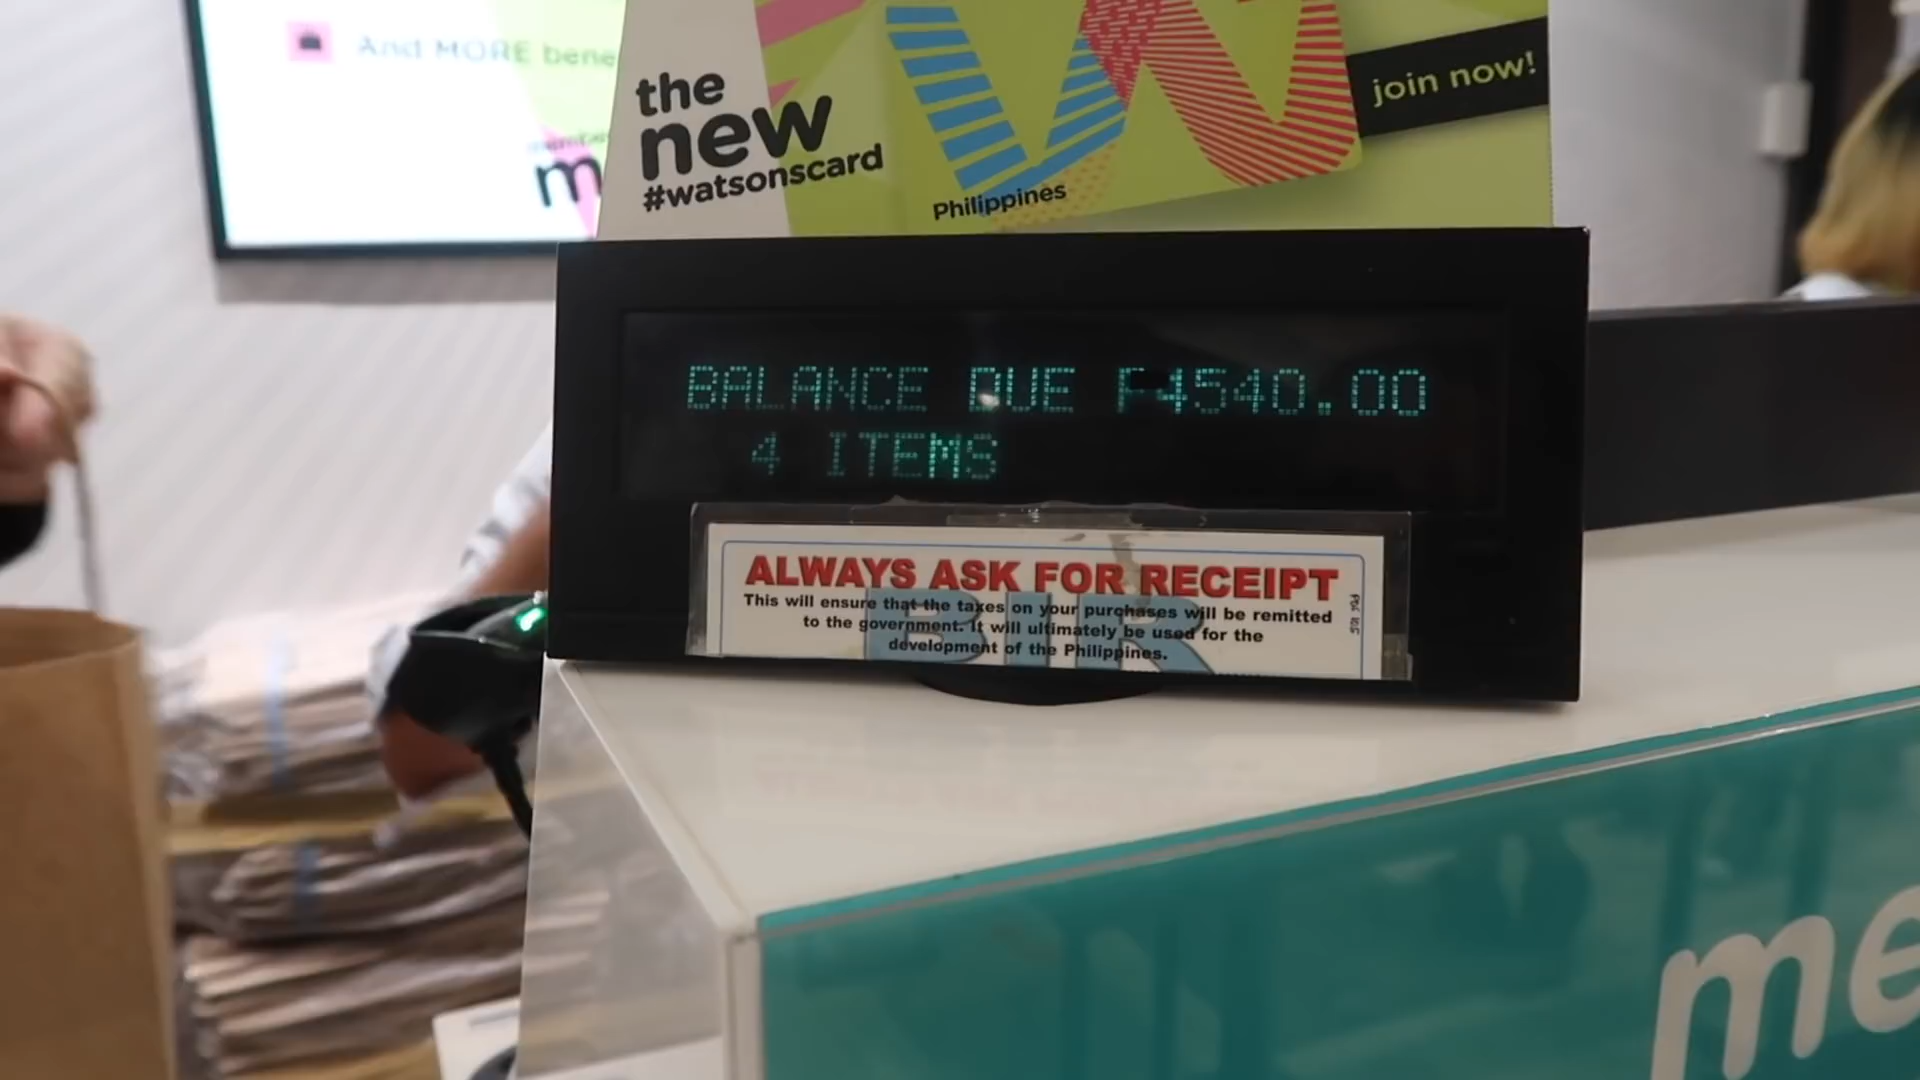 And MORE bene
m
the
new
#watsonscard
Philippines
join now!
BALANCE DUE P4540.00
4 ITEMS
ALWAYS ASK FOR RECEIPT
This will ensure that the taxes on your purchases will be remitted
to the government. It will ultimately be used for the
development of the Philippines.
BIR
me